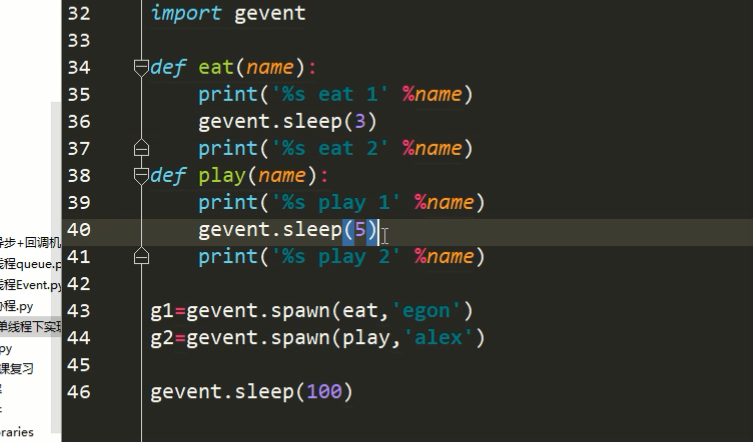 32 import gevent
33
34 def eat(name):
35 print('%s eat 1' %name)
36 gevent.sleep(3)
37 print('%s eat 2' %name)
38 def play(name):
39 print('%s play 1' %name)
40 gevent.sleep(5)
41 print('%s play 2' %name)
42
43 g1=gevent.spawn(eat,'egon')
44 g2=gevent.spawn(play,'alex')
45
46 gevent.sleep(100)
异步+回调机
线程queue.p
线程Event.py
协程.py
单线程下实现
py
课复习
raries